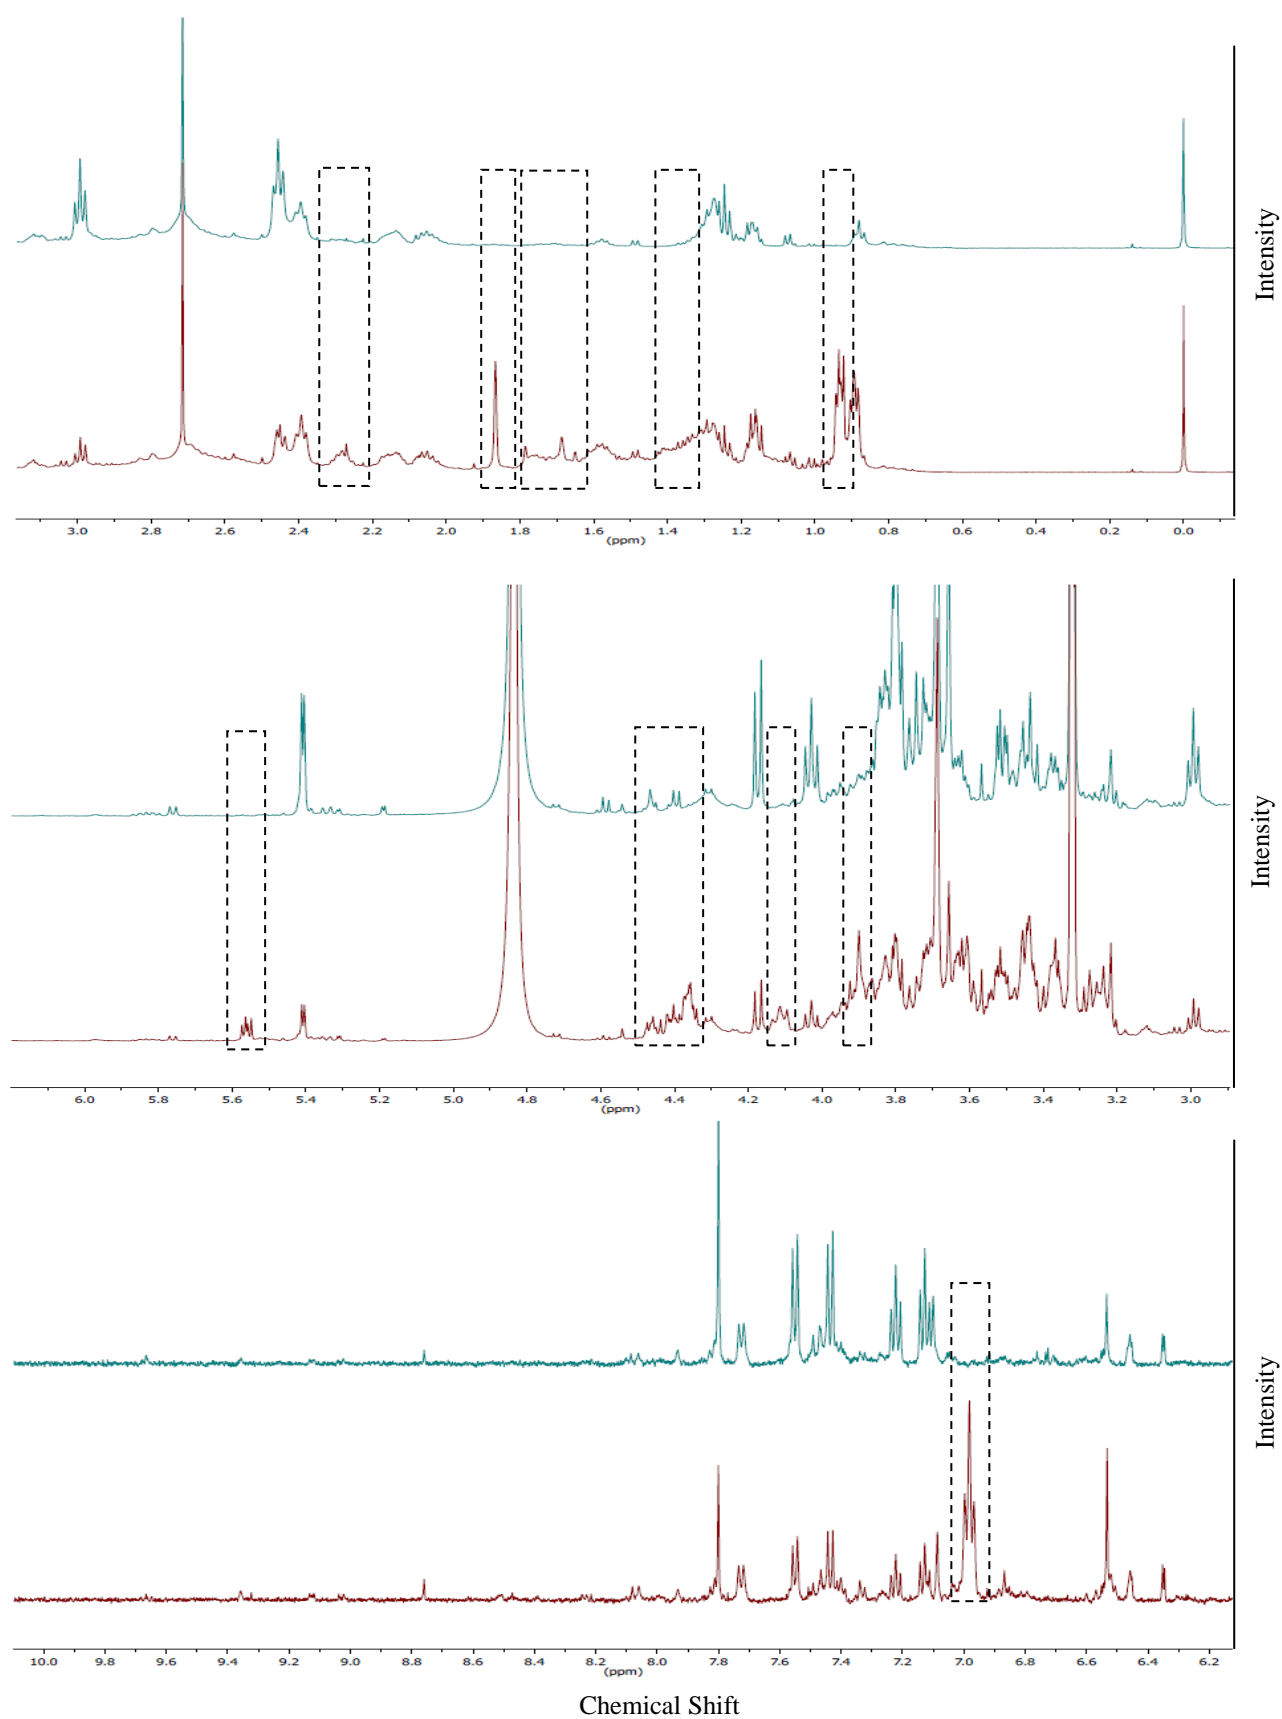 Intensity
3.0 2.8 2.6 2.4 2.2 2.0 1.8 1.6 1.4 1.2 1.0 0.8 0.6 0.4 0.2 0.0
(ppm)
Intensity
6.0 5.8 5.6 5.4 5.2 5.0 4.8 4.6 4.4 4.2 4.0 3.8 3.6 3.4 3.2 3.0
(ppm)
Intensity
10.0 9.8 9.6 9.4 9.2 9.0 8.8 8.6 8.4 8.2 8.0 7.8 7.6 7.4 7.2 7.0 6.8 6.6 6.4 6.2
(ppm)
Chemical Shift